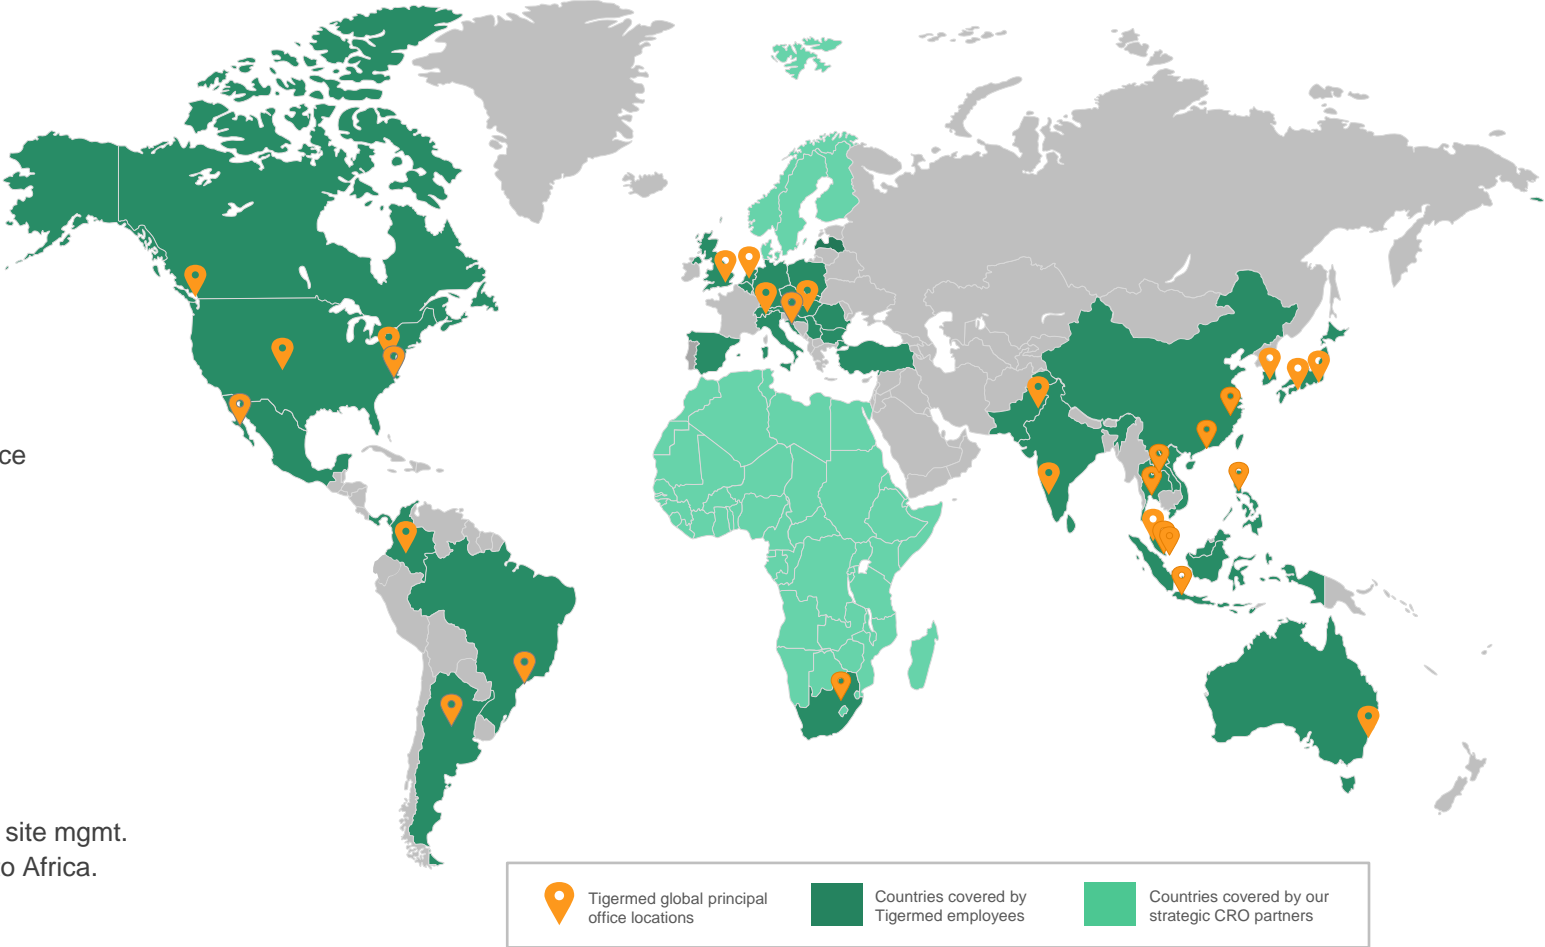 ce
site mgmt.
o Africa.
Tigermed global principal
office locations
Countries covered by
Tigermed employees
Countries covered by our
strategic CRO partners